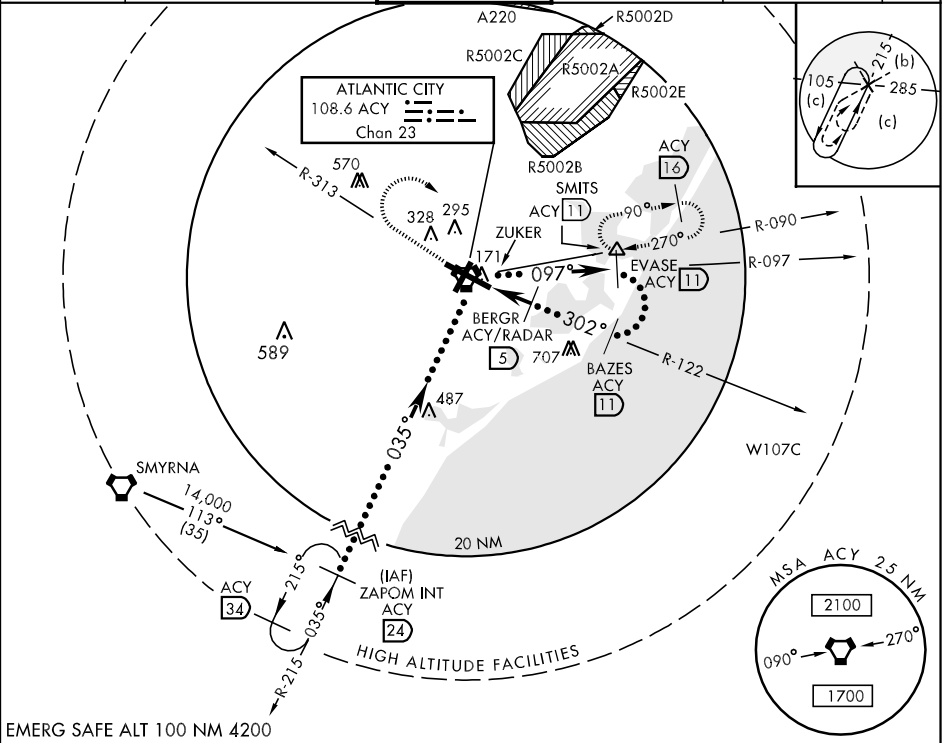 A220
R5002D
R5002C
R5002A
R5002E
R5002B
215
(b)
105
285
(c)
(c)
ATLANTIC CITY
108.6 ACY
Chan 23
570
R-313
328
295
171
ACY
16
SMITS
ACY 11
ZUKER
90°
270°
R-090
097°
EVASE
ACY 11
R-097
BERGR
ACY/RADAR
5
302°
707
BAZES
ACY
11
R-122
589
487
035°
W107C
SMYRNA
14,000
113°
(35)
20 NM
215°
035°
(IAF)
ZAPOM INT
ACY
24
ACY
34
R-215
HIGH ALTITUDE FACILITIES
MSA ACY 25 NM
2100
090°
270°
1700
EMERG SAFE ALT 100 NM 4200